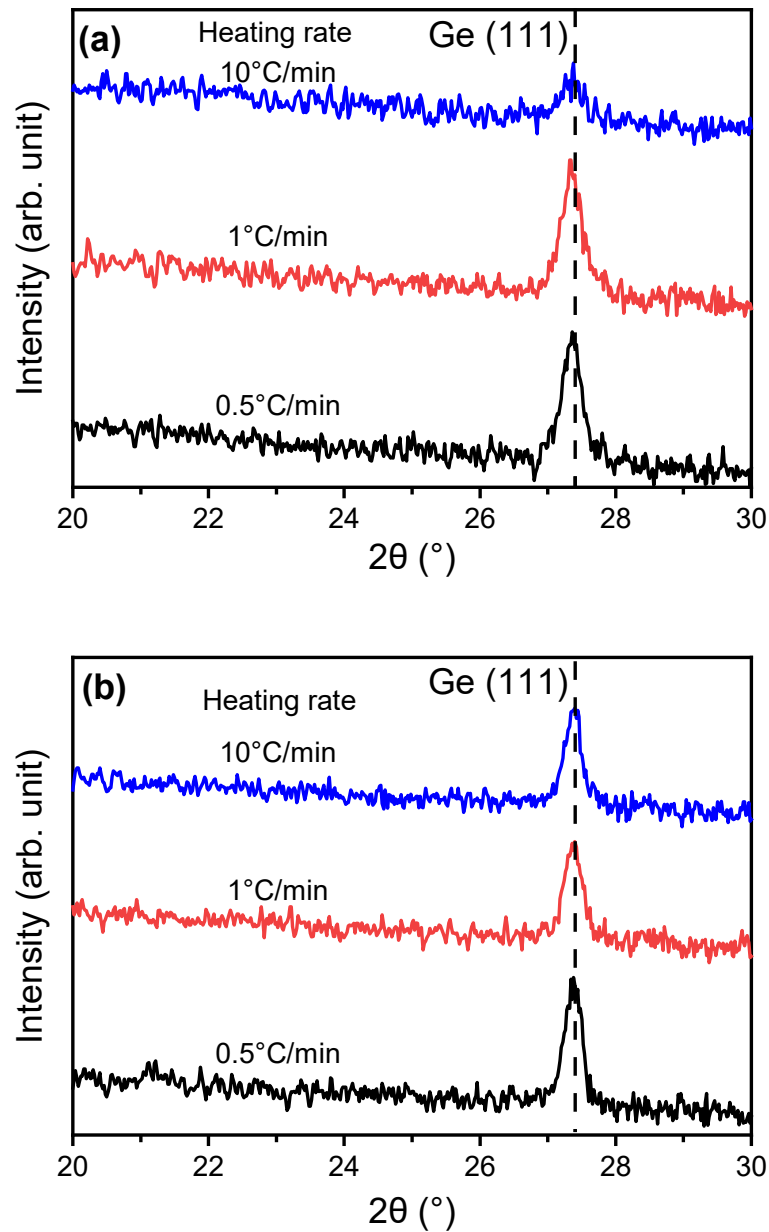 (a)
Heating rate
Ge (111)
10°C/min
1°C/min
0.5°C/min
Intensity (arb. unit)
20 22 24 26 28 30
2θ (°)
(b)
Heating rate
Ge (111)
10°C/min
1°C/min
0.5°C/min
Intensity (arb. unit)
20 22 24 26 28 30
2θ (°)